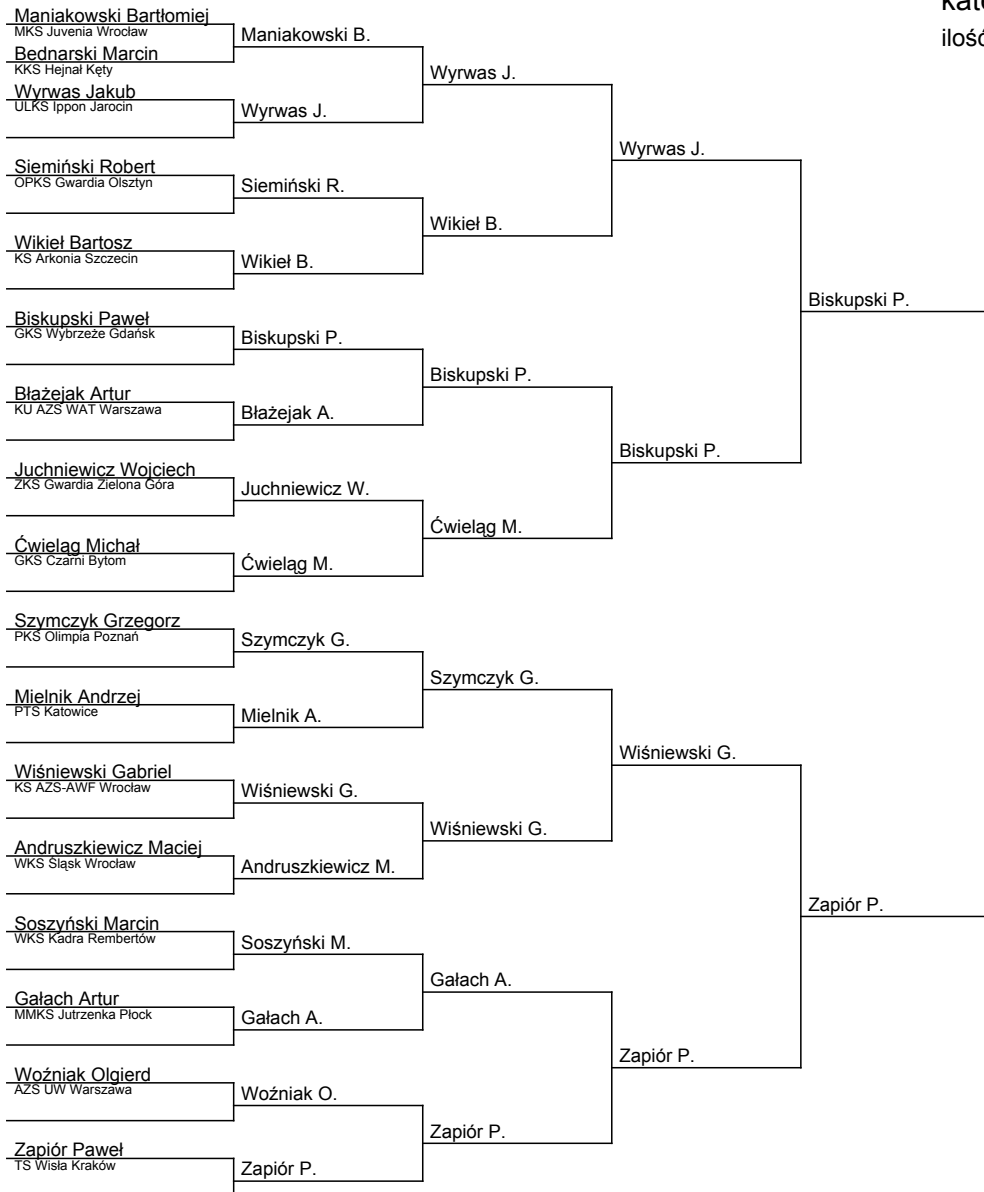 kate
ilość
Maniakowski Bartłomiej
MKS Juvenia Wrocław
Bednarski Marcin
KKS Hejnał Kęty
Wyrwas Jakub
ULKS Ippon Jarocin
Siemiński Robert
OPKS Gwardia Olsztyn
Wikieł Bartosz
KS Arkonia Szczecin
Biskupski Paweł
GKS Wybrzeże Gdańsk
Błażejak Artur
KU AZS WAT Warszawa
Juchniewicz Wojciech
ZKS Gwardia Zielona Góra
Ćwieląg Michał
GKS Czarni Bytom
Szymczyk Grzegorz
PKS Olimpia Poznań
Mielnik Andrzej
PTS Katowice
Wiśniewski Gabriel
KS AZS-AWF Wrocław
Andruszkiewicz Maciej
WKS Śląsk Wrocław
Soszyński Marcin
WKS Kadra Rembertów
Gałach Artur
MMKS Jutrzenka Płock
Woźniak Olgierd
AZS UW Warszawa
Zapiór Paweł
TS Wisła Kraków
Maniakowski B.
Wyrwas J.
Siemiński R.
Wikieł B.
Biskupski P.
Błażejak A.
Juchniewicz W.
Ćwieląg M.
Szymczyk G.
Mielnik A.
Wiśniewski G.
Andruszkiewicz M.
Soszyński M.
Gałach A.
Woźniak O.
Zapiór P.
Wyrwas J.
Wikieł B.
Biskupski P.
Ćwieląg M.
Szymczyk G.
Wiśniewski G.
Gałach A.
Zapiór P.
Wyrwas J.
Biskupski P.
Wiśniewski G.
Zapiór P.
Biskupski P.
Zapiór P.